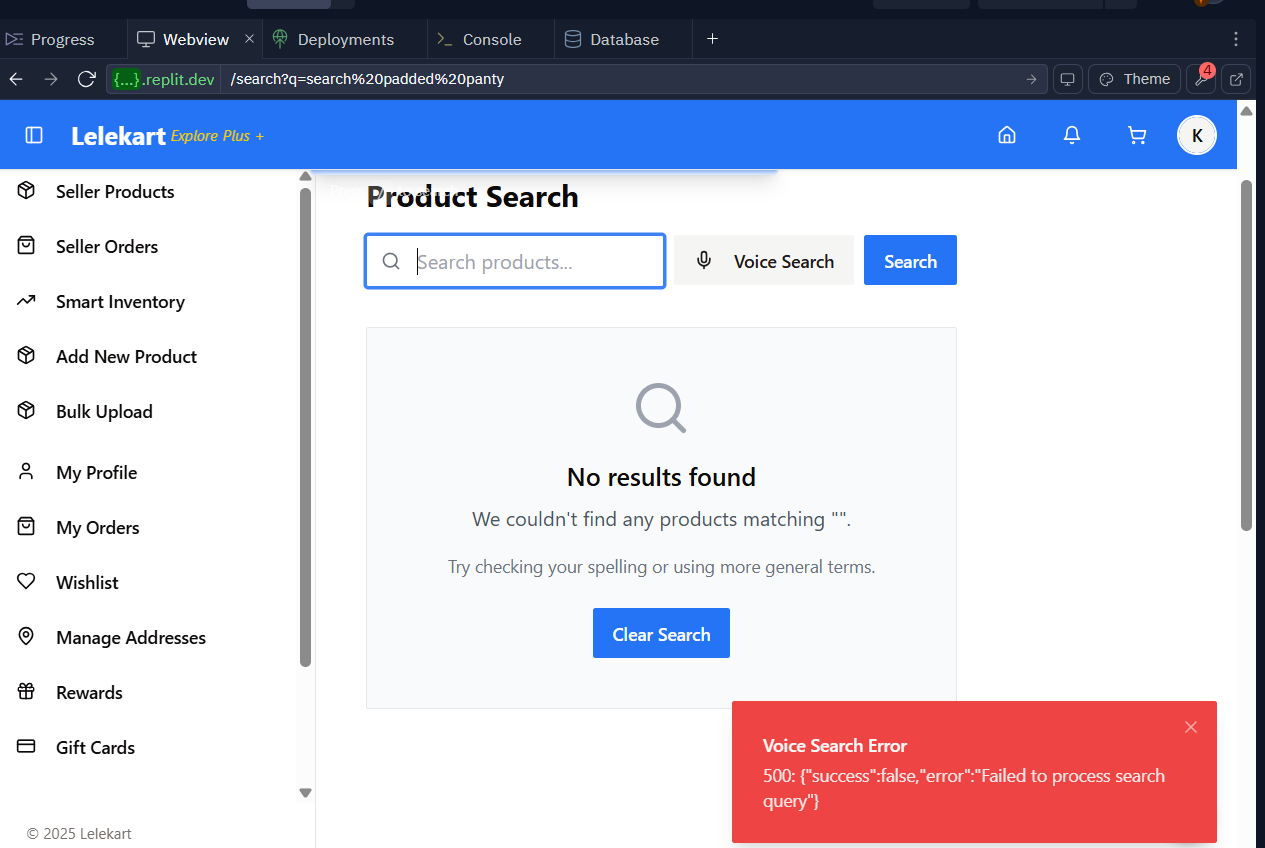 Progress
Webview
Deployments
Console
Database
{...}.replit.dev
/search?q=search%20padded%20panty
Theme
4
Lelekart Explore Plus +
K
Seller Products
Seller Orders
Smart Inventory
Add New Product
Bulk Upload
My Profile
My Orders
Wishlist
Manage Addresses
Rewards
Gift Cards
© 2025 Lelekart
Product Search
Search products...
Voice Search
Search
No results found
We couldn't find any products matching "".
Try checking your spelling or using more general terms.
Clear Search
Voice Search Error
500: {"success":false,"error":"Failed to process search
query"}